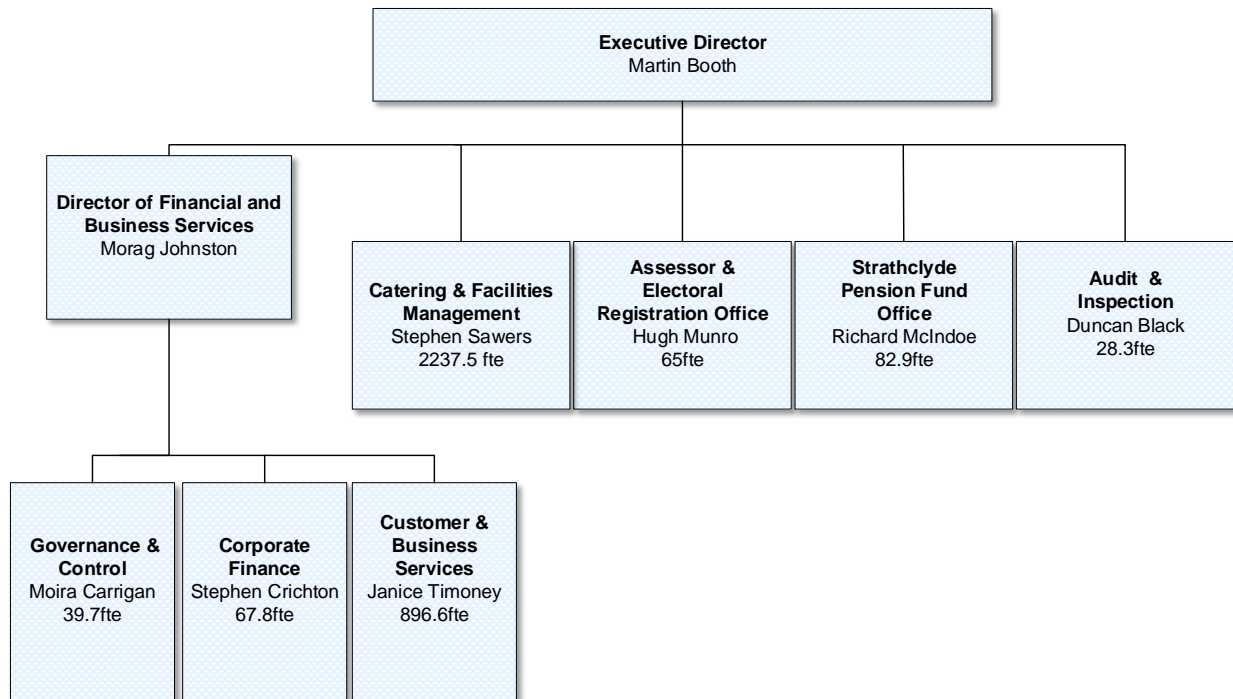 Executive Director
Martin Booth
Director of Financial and
Business Services
Morag Johnston
Catering & Facilities
Management
Stephen Sawers
2237.5 fte
Assessor &
Electoral
Registration Office
Hugh Munro
65fte
Strathclyde
Pension Fund
Office
Richard McIndoe
82.9fte
Audit &
Inspection
Duncan Black
28.3fte
Governance &
Control
Moira Carrigan
39.7fte
Corporate
Finance
Stephen Crichton
67.8fte
Customer &
Business
Services
Janice Timoney
896.6fte